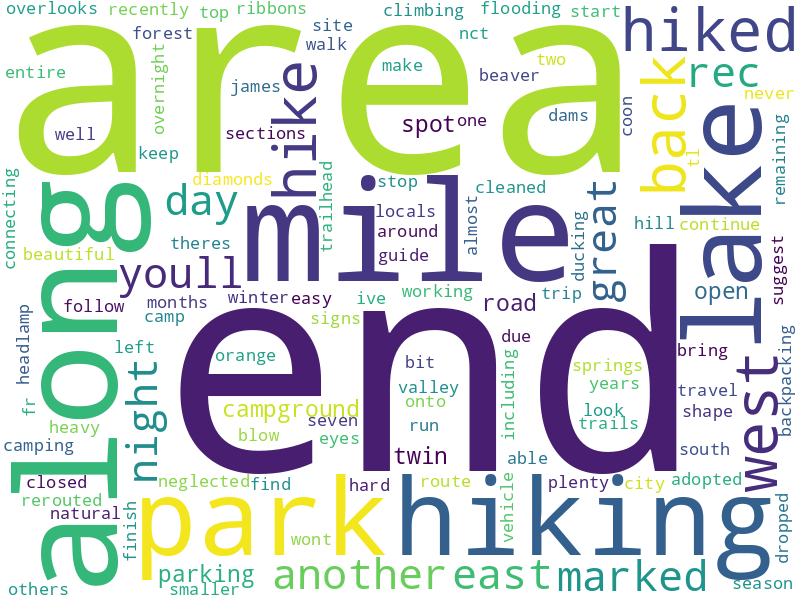 overlooks recently top ribbons climbing flooding start
hiked
forest site nct
area
walk
entire overnight make two
james beaver back rec
never
well hike sections spot one dams coon lake
keep tl remaining
connecting diamonds trailhead stop cleaned
along day mile locals almost great hill continue
beautiful theres around ducking suggest
youll guide
follow months winter easy ive working road trip open
camp signs end due
headlamp left orange bit springs west bring backpacking
fr night campground valley including years travel
heavy seven onto look shape
blow eyes run trails
camping twin able south
closed neglected find hard route vehicle plenty city adopted
rerouted park hiking
natural finish wont dropped
others parking another east marked season
smaller